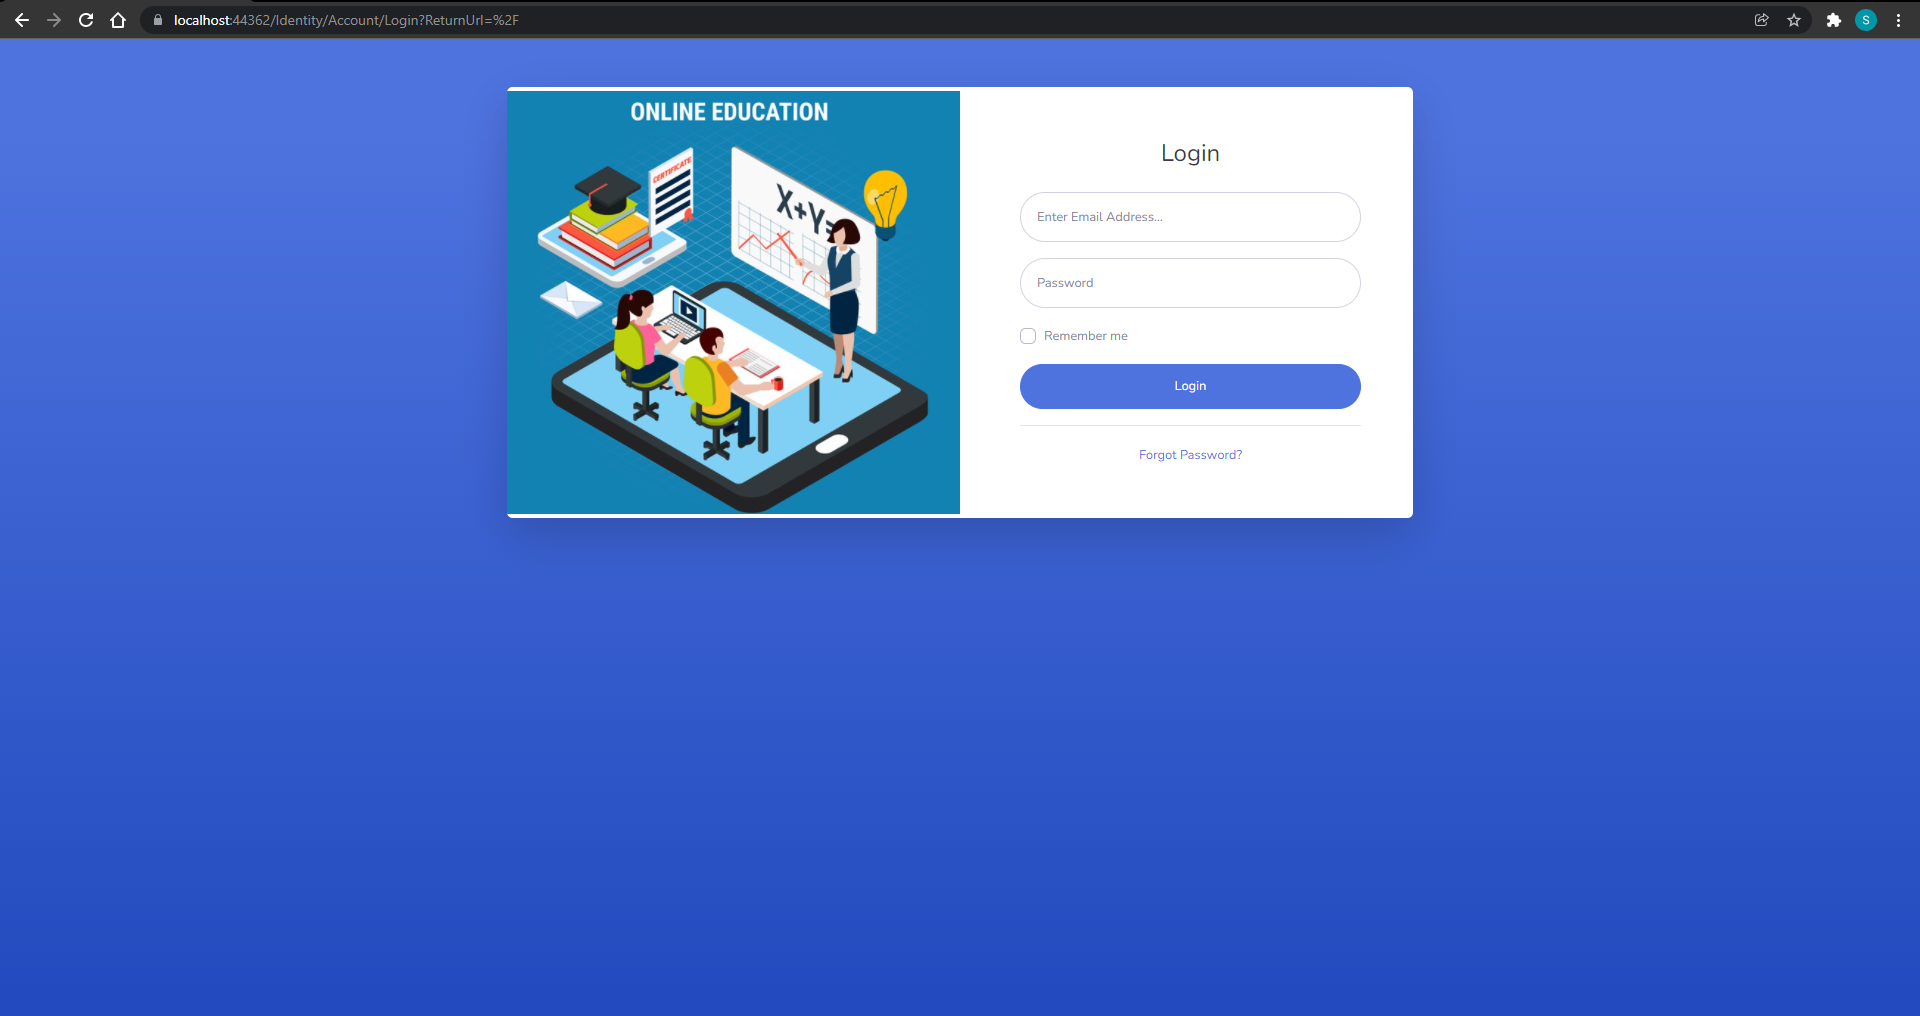 localhost:44362/Identity/Account/Login?ReturnUrl=%2F
S
ONLINE EDUCATION
CERTIFICATE
X+Y=
Login
Enter Email Address...
Password
Remember me
Login
Forgot Password?